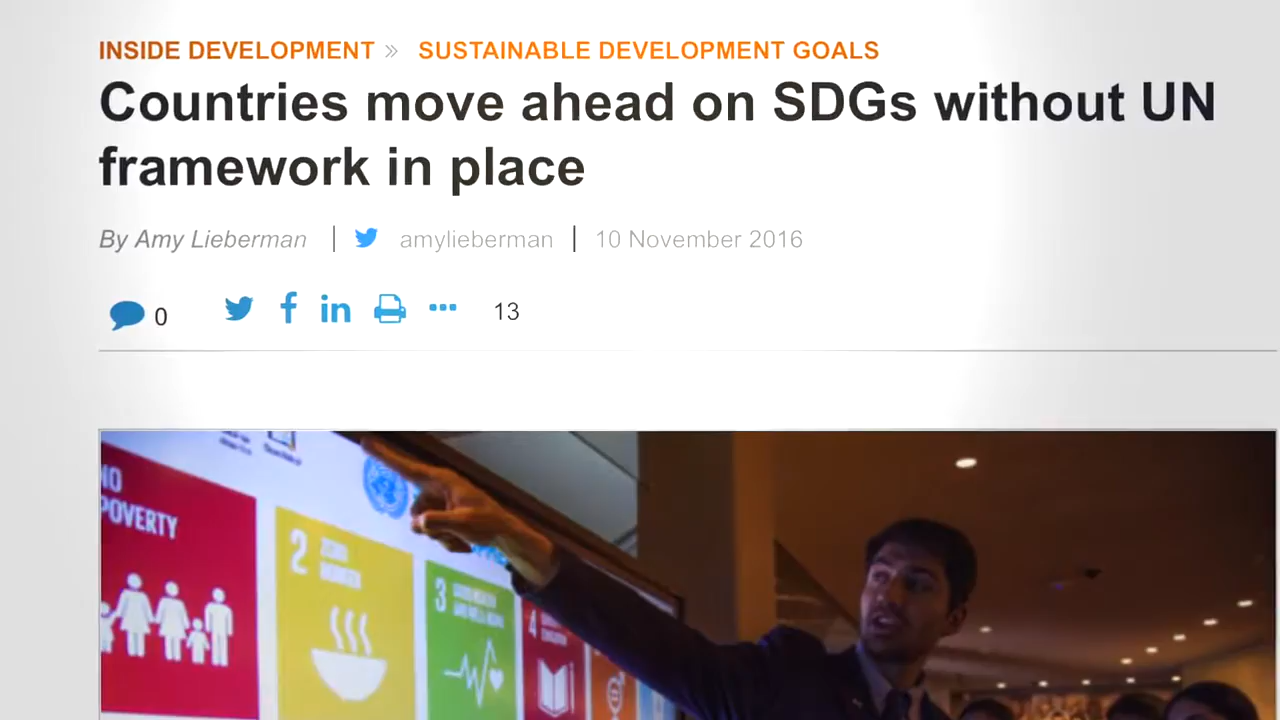 INSIDE DEVELOPMENT » SUSTAINABLE DEVELOPMENT GOALS
Countries move ahead on SDGs without UN
framework in place
By Amy Lieberman | amylieberman | 10 November 2016
0 13
NO
POVERTY
2
3
4